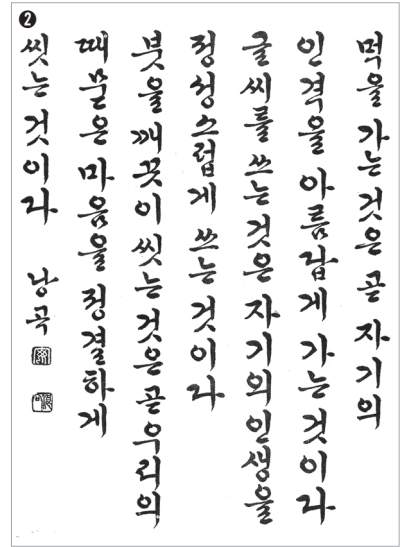 ❷
먹을 가는 것은 곧 자기의
인격을 아름답게 가는 것이라
글씨를 쓰는 것은 자기의 인생을
정성스럽게 쓰는 것이라
붓을 깨끗이 씻는 것은 곧 우리의
때묻은 마음을 정결하게
씻는 것이라 낭곡